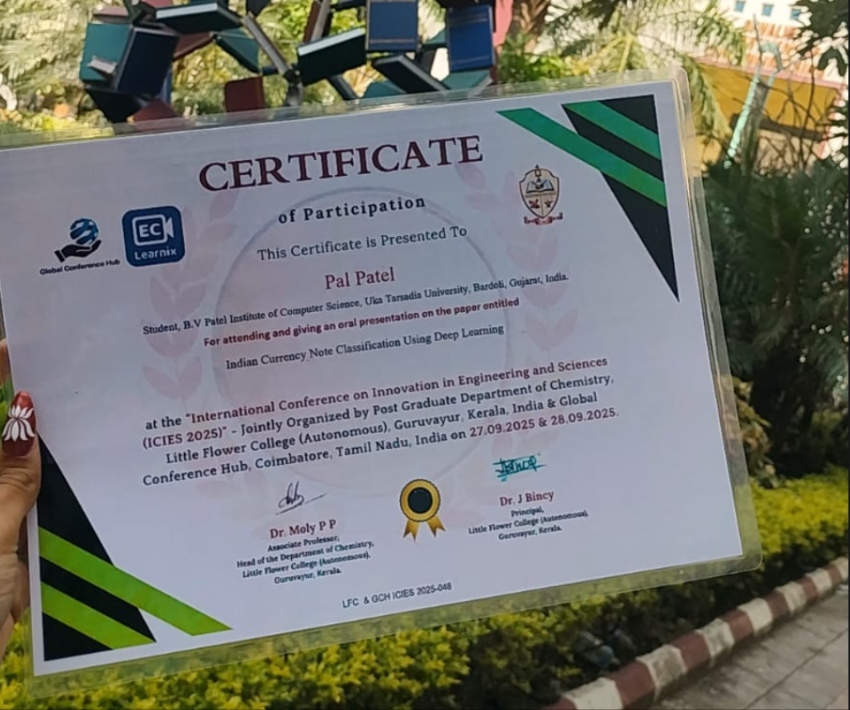 CERTIFICATE
of Participation
Global Conference Hub
EC
Learnix
This Certificate is Presented To
Pal Patel
Student, B.V Patel Institute of Computer Science, Uka Tarsadia University, Bardoli, Gujarat, India.
For attending and giving an oral presentation on the paper entitled
Indian Currency Note Classification Using Deep Learning
at the "International Conference on Innovation in Engineering and Sciences
(ICIES 2025)" - Jointly Organized by Post Graduate Department of Chemistry,
Little Flower College (Autonomous), Guruvayur, Kerala, India & Global
Conference Hub, Coimbatore, Tamil Nadu, India on 27.09.2025 & 28.09.2025.
Dr. Moly P P
Associate Professor,
Head of the Department of Chemistry,
Little Flower College (Autonomous),
Guruvayur, Kerala.
Dr. J Bincy
Principal,
Little Flower College (Autonomous),
Guruvayur, Kerala.
LFC & GCH ICIES 2025-048